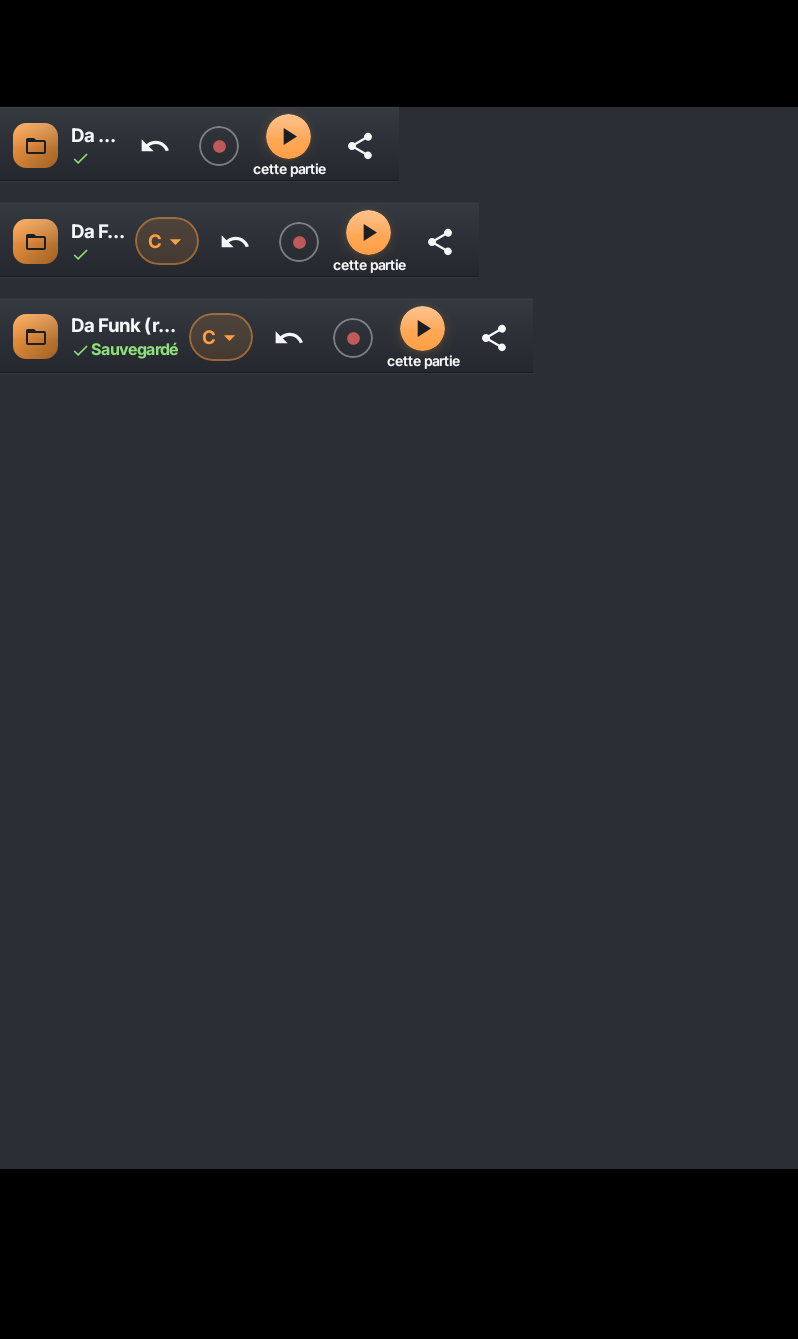 Da ...
cette partie
Da F...
C
cette partie
Da Funk (r...
Sauvegardé
C
cette partie